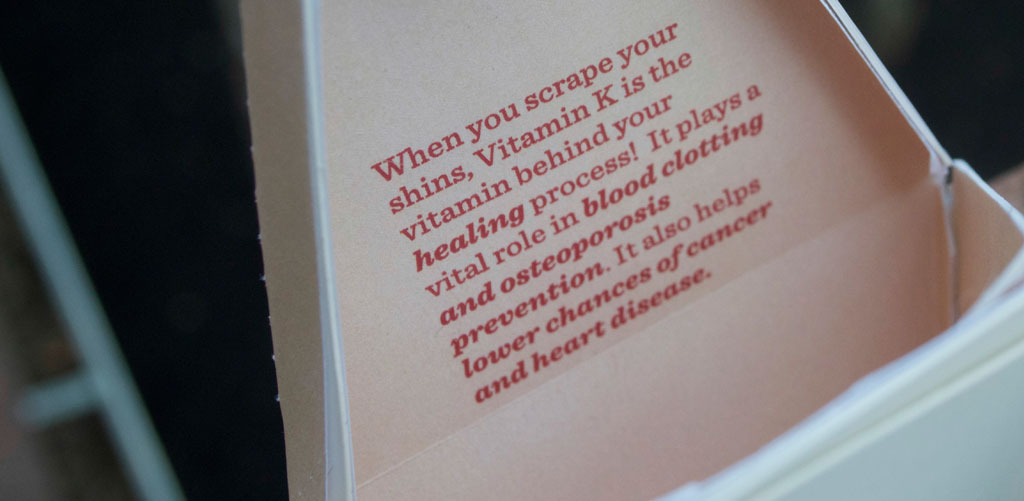 When you scrape your
shins, Vitamin K is the
vitamin behind your
healing process! It plays a
vital role in blood clotting
and osteoporosis
prevention. It also helps
lower chances of cancer
and heart disease.